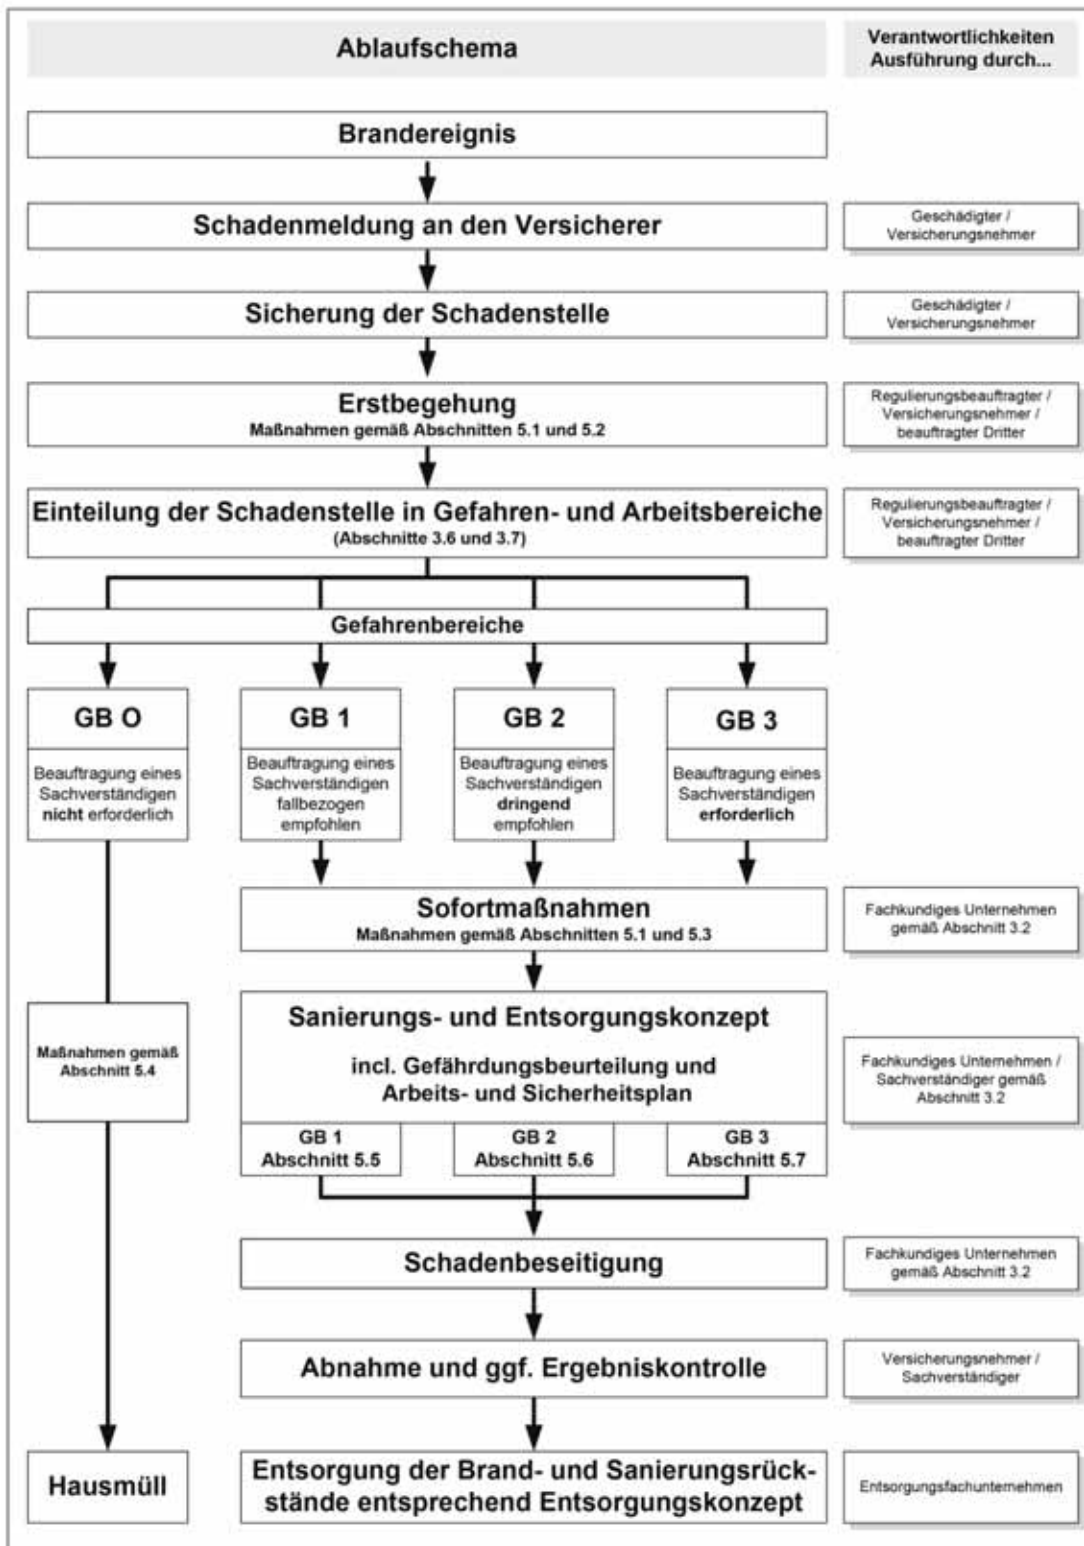 Ablaufschema
Verantwortlichkeiten
Ausführung durch...
Brandereignis
Schadenmeldung an den Versicherer
Geschädigter /
Versicherungsnehmer
Sicherung der Schadenstelle
Geschädigter /
Versicherungsnehmer
Erstbegehung
Maßnahmen gemäß Abschnitten 5.1 und 5.2
Regulierungsbeauftragter /
Versicherungsnehmer /
beauftragter Dritter
Einteilung der Schadenstelle in Gefahren- und Arbeitsbereiche
(Abschnitte 3.6 und 3.7)
Regulierungsbeauftragter /
Versicherungsnehmer /
beauftragter Dritter
Gefahrenbereiche
GB O
Beauftragung eines
Sachverständigen
nicht erforderlich
GB 1
Beauftragung eines
Sachverständigen
fallbezogen
empfohlen
GB 2
Beauftragung eines
Sachverständigen
dringend
empfohlen
GB 3
Beauftragung eines
Sachverständigen
erforderlich
Sofortmaßnahmen
Maßnahmen gemäß Abschnitten 5.1 und 5.3
Fachkundiges Unternehmen
gemäß Abschnitt 3.2
Maßnahmen gemäß
Abschnitt 5.4
Sanierungs- und Entsorgungskonzept
incl. Gefährdungsbeurteilung und
Arbeits- und Sicherheitsplan
Fachkundiges Unternehmen /
Sachverständiger gemäß
Abschnitt 3.2
GB 1
Abschnitt 5.5
GB 2
Abschnitt 5.6
GB 3
Abschnitt 5.7
Schadenbeseitigung
Fachkundiges Unternehmen
gemäß Abschnitt 3.2
Abnahme und ggf. Ergebniskontrolle
Versicherungsnehmer /
Sachverständiger
Hausmüll
Entsorgung der Brand- und Sanierungsrück-
stände entsprechend Entsorgungskonzept
Entsorgungsfachunternehmen